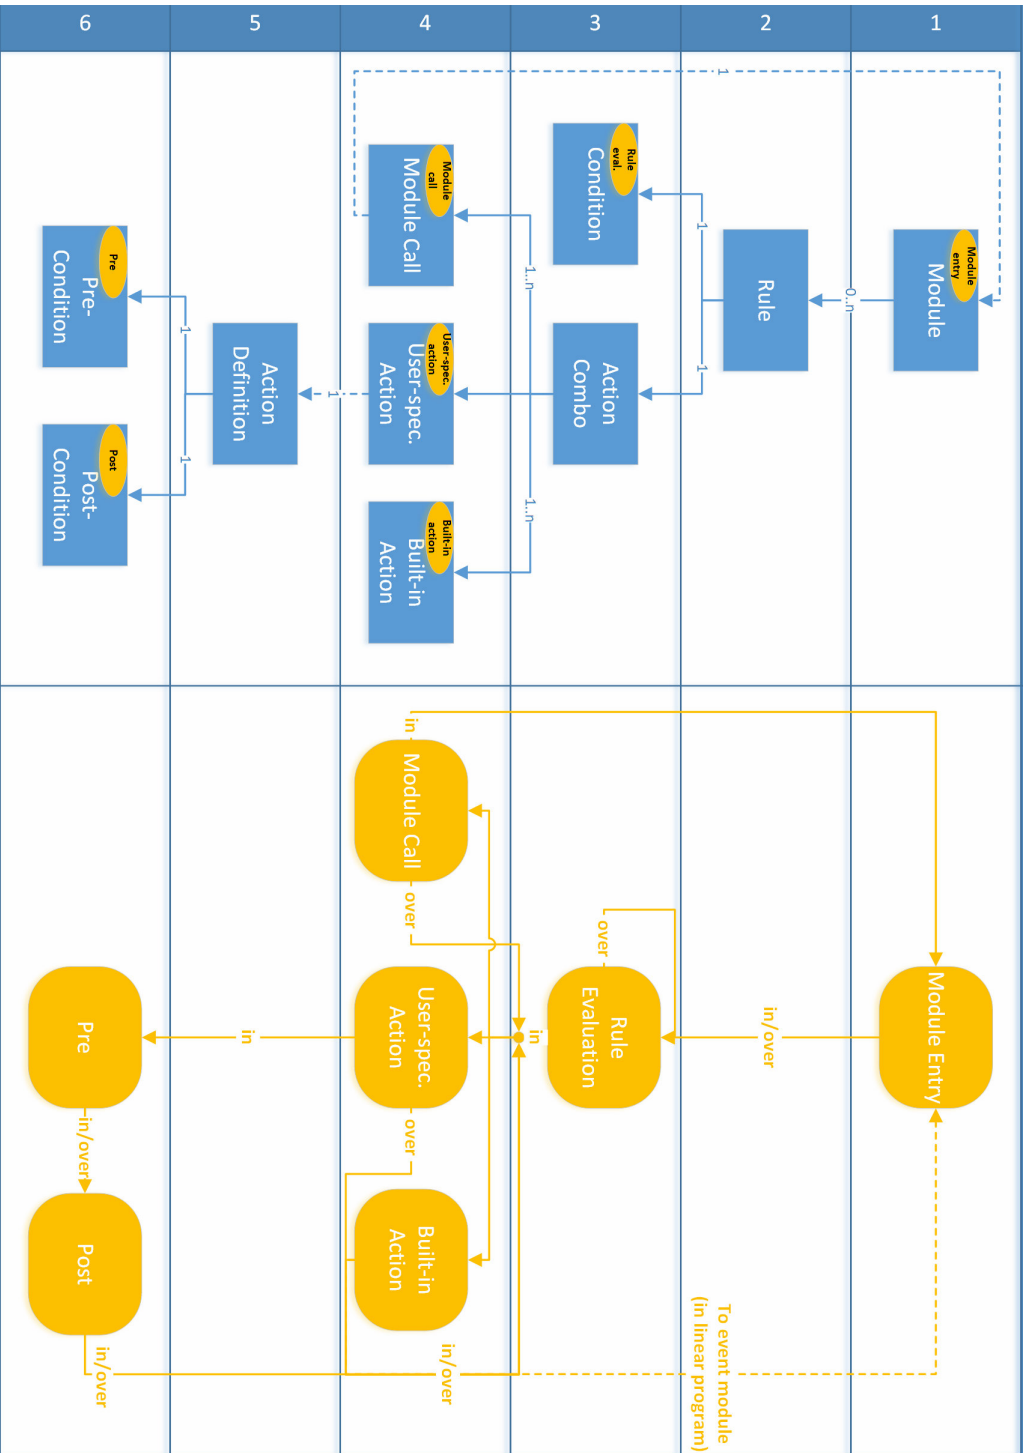 1
2
3
4
5
6
Module
entry
Module
0..n
Rule
1
1
Rule
eval.
Condition
Action
Combo
1..n
1..n
1
Module
call
Module Call
User-spec.
action
User-spec.
Action
Built-in
action
Built-in
Action
1
Action
Definition
1
1
Pre
Pre-
Condition
Post
Post-
Condition
Module Entry
in/over
To event module
(in linear program)
Rule
Evaluation
over
in
in
Module Call
over
User-spec.
Action
over
Built-in
Action
in/over
in
Pre
in/over
Post
in/over